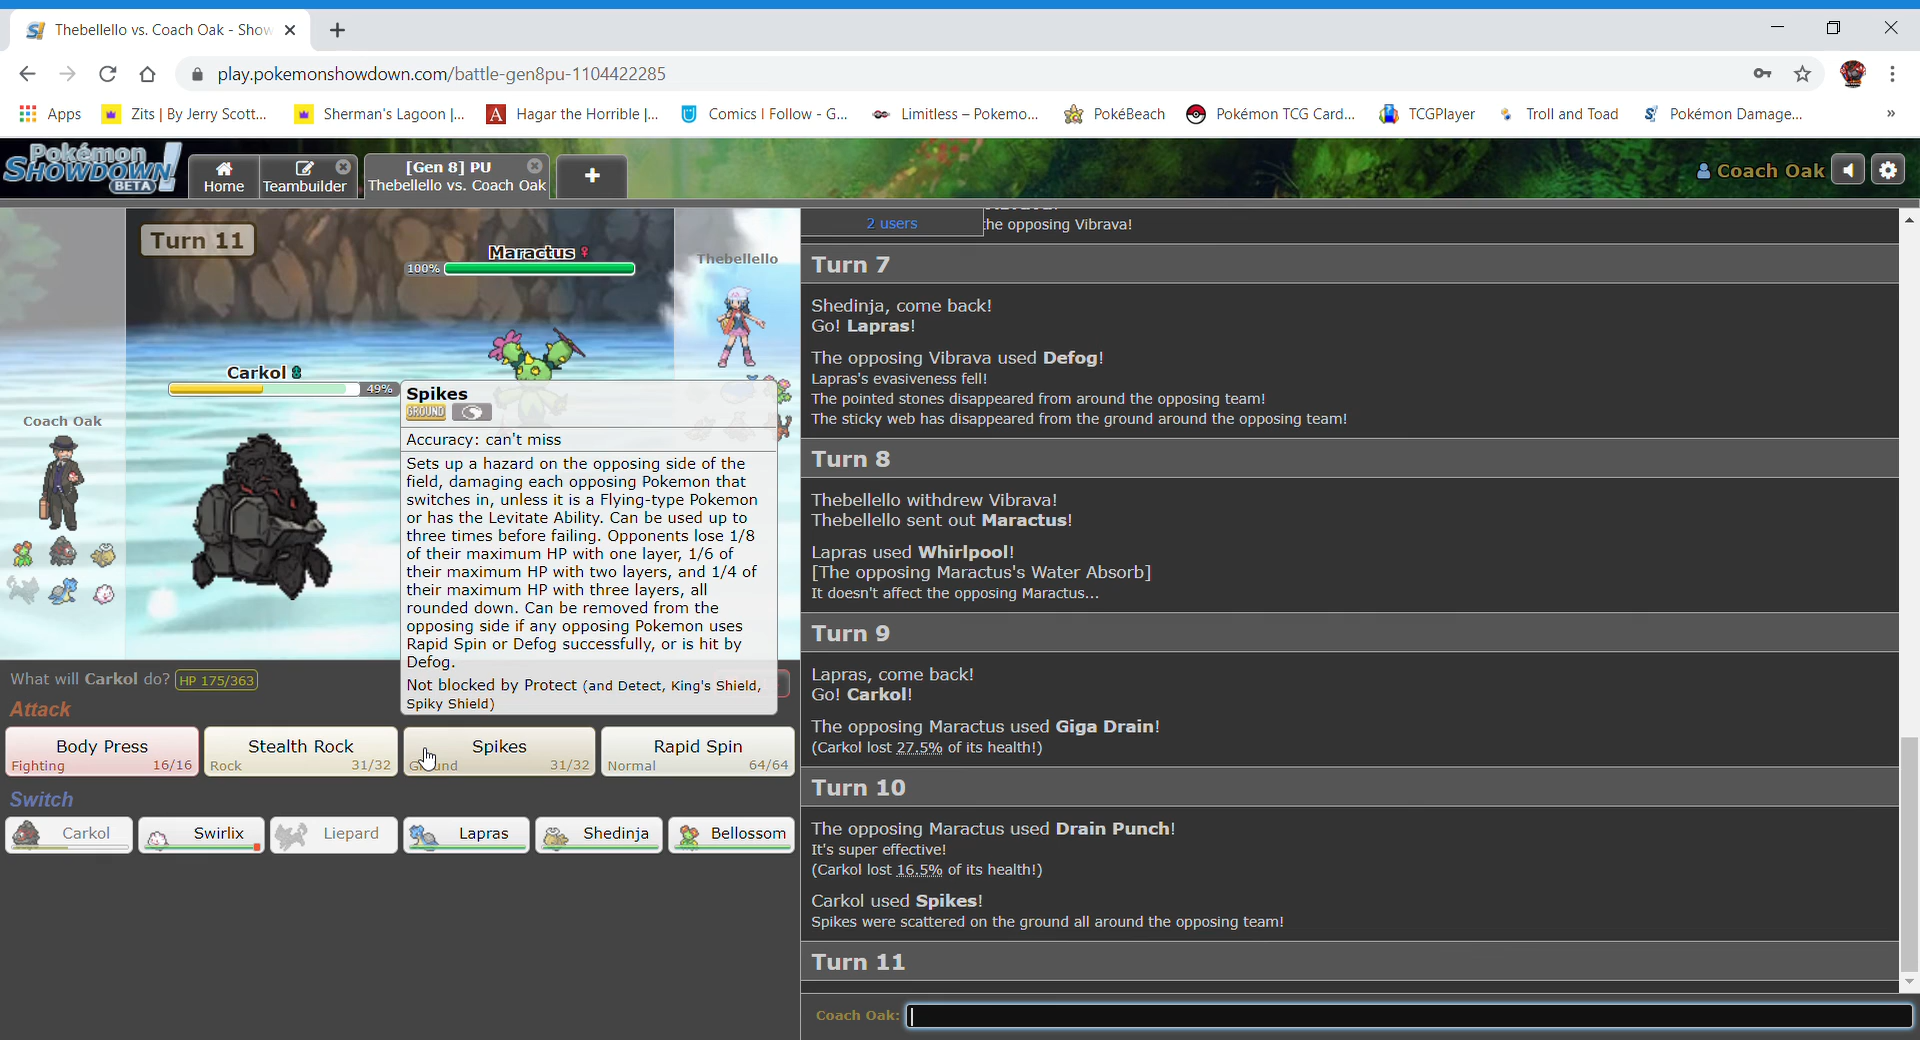 Thebellello vs. Coach Oak - Show
play.pokemonshowdown.com/battle-gen8pu-1104422285
Apps
Zits | By Jerry Scott...
Sherman's Lagoon |...
Hagar the Horrible |...
Comics I Follow - G...
Limitless – Pokemo...
PokéBeach
Pokémon TCG Card...
TCGPlayer
Troll and Toad
Pokémon Damage...
»
Pokémon
SHOWDOWN!
BETA
Home
Teambuilder
[Gen 8] PU
Thebellello vs. Coach Oak
Coach Oak
Turn 11
Maractus
100%
Thebellello
Carkol
49%
Coach Oak
Spikes
GROUND
Accuracy: can't miss
Sets up a hazard on the opposing side of the
field, damaging each opposing Pokemon that
switches in, unless it is a Flying-type Pokemon
or has the Levitate Ability. Can be used up to
three times before failing. Opponents lose 1/8
of their maximum HP with one layer, 1/6 of
their maximum HP with two layers, and 1/4 of
their maximum HP with three layers, all
rounded down. Can be removed from the
opposing side if any opposing Pokemon uses
Rapid Spin or Defog successfully, or is hit by
Defog.
Not blocked by Protect (and Detect, King's Shield,
Spiky Shield)
What will Carkol do? HP 175/363
Attack
Body Press
Fighting 16/16
Stealth Rock
Rock 31/32
Spikes
31/32
Rapid Spin
Normal 64/64
Switch
Carkol
Swirlix
Liepard
Lapras
Shedinja
Bellossom
2 users
he opposing Vibrava!
Turn 7
Shedinja, come back!
Go! Lapras!
The opposing Vibrava used Defog!
Lapras's evasiveness fell!
The pointed stones disappeared from around the opposing team!
The sticky web has disappeared from the ground around the opposing team!
Turn 8
Thebellello withdrew Vibrava!
Thebellello sent out Maractus!
Lapras used Whirlpool!
[The opposing Maractus's Water Absorb]
It doesn't affect the opposing Maractus...
Turn 9
Lapras, come back!
Go! Carkol!
The opposing Maractus used Giga Drain!
(Carkol lost 27.5% of its health!)
Turn 10
The opposing Maractus used Drain Punch!
It's super effective!
(Carkol lost 16.5% of its health!)
Carkol used Spikes!
Spikes were scattered on the ground all around the opposing team!
Turn 11
Coach Oak: